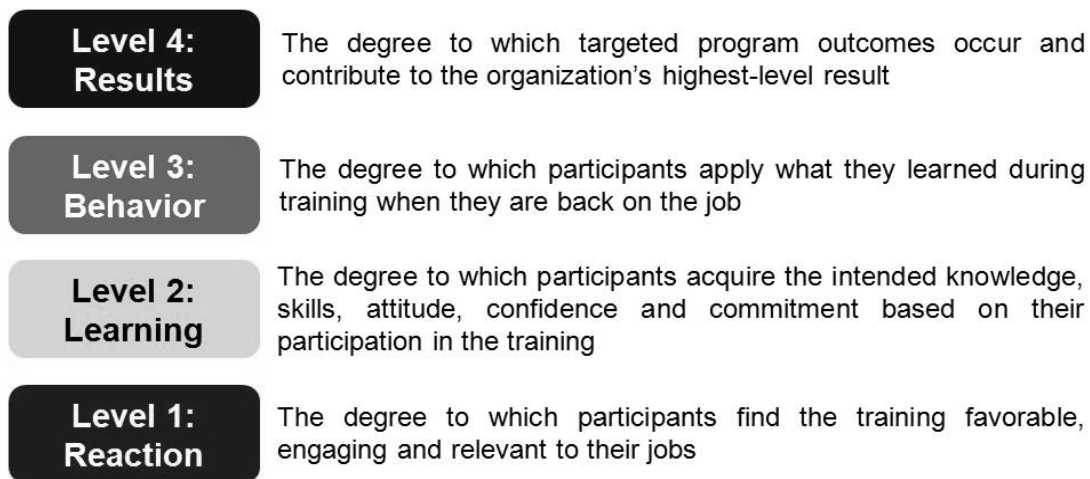 Level 4:
Results
The degree to which targeted program outcomes occur and
contribute to the organization's highest-level result
Level 3:
Behavior
The degree to which participants apply what they learned during
training when they are back on the job
Level 2:
Learning
The degree to which participants acquire the intended knowledge,
skills, attitude, confidence and commitment based on their
participation in the training
Level 1:
Reaction
The degree to which participants find the training favorable,
engaging and relevant to their jobs